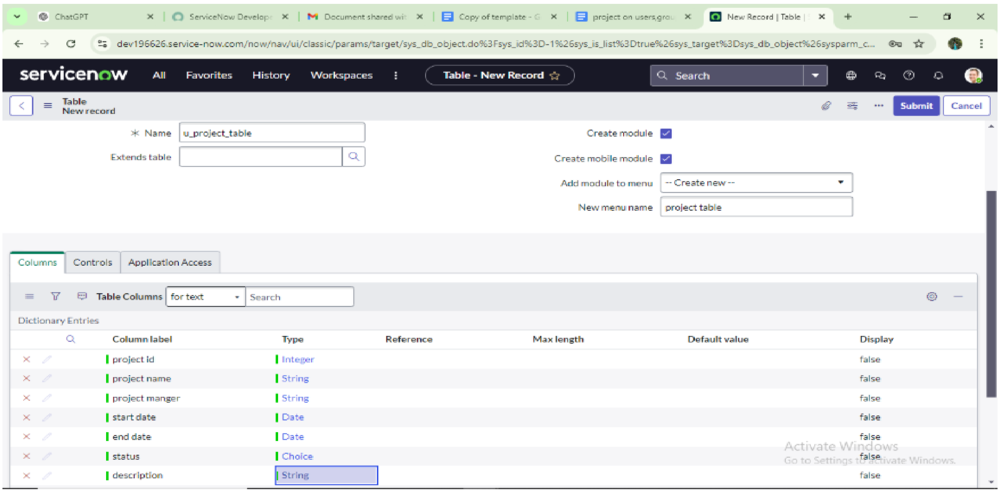 ChatGPT
ServiceNow Develope
Document shared wit
Copy of template - G
project on users,grou
New Record | Table |
dev196626.service-now.com/now/nav/ui/classic/params/target/sys_db_object.do%3Fsys_id%3D-1%26sys_is_list%3Dtrue%26sys_target%3Dsys_db_object%26sysparm_c...
servicenow All Favorites History Workspaces Table - New Record Search
Table
New record
Submit Cancel
Name u_project_table
Create module
Extends table
Create mobile module
Add module to menu -- Create new --
New menu name project table
Columns Controls Application Access
Table Columns for text Search
Dictionary Entries
Column label Type Reference Max length Default value Display
project id Integer false
project name String false
project manger String false
start date Date false
end date Date false
status Choice false
description String false
Activate Windows
Go to Settings to activate Windows.